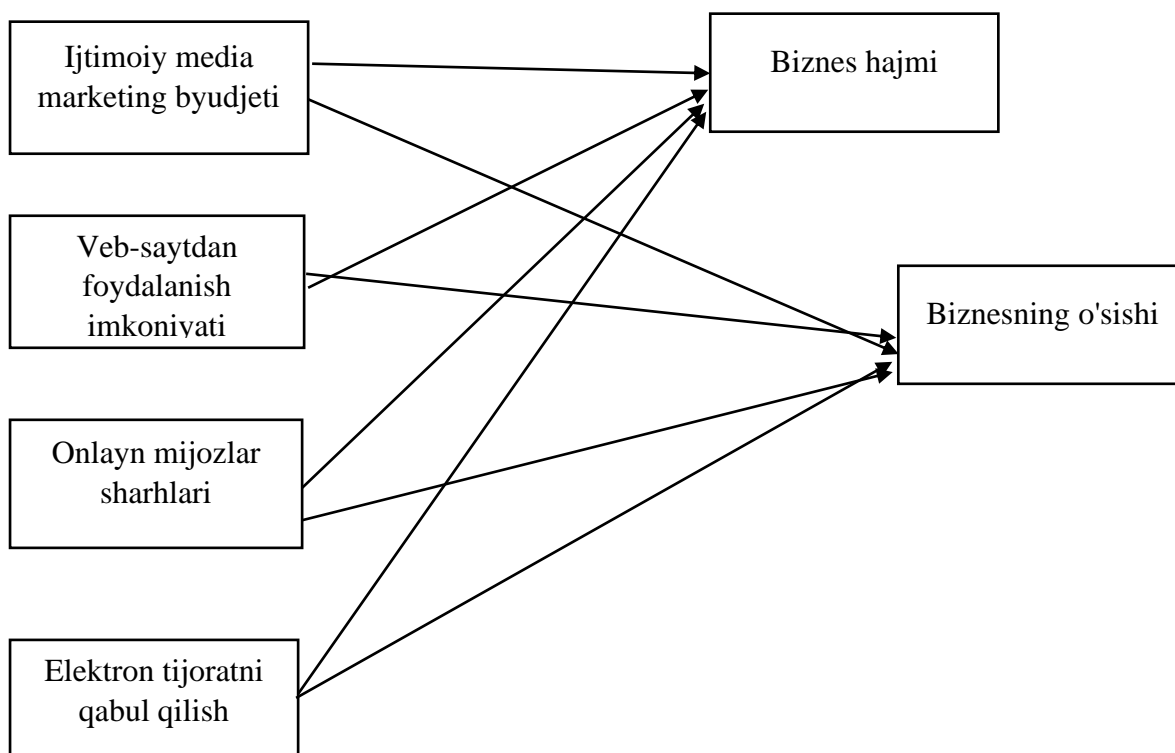 Ijtimoiy media
marketing byudjeti
Biznes hajmi
Veb-saytdan
foydalanish
imkoniyati
Biznesning o'sishi
Onlayn mijozlar
sharhlari
Elektron tijoratni
qabul qilish